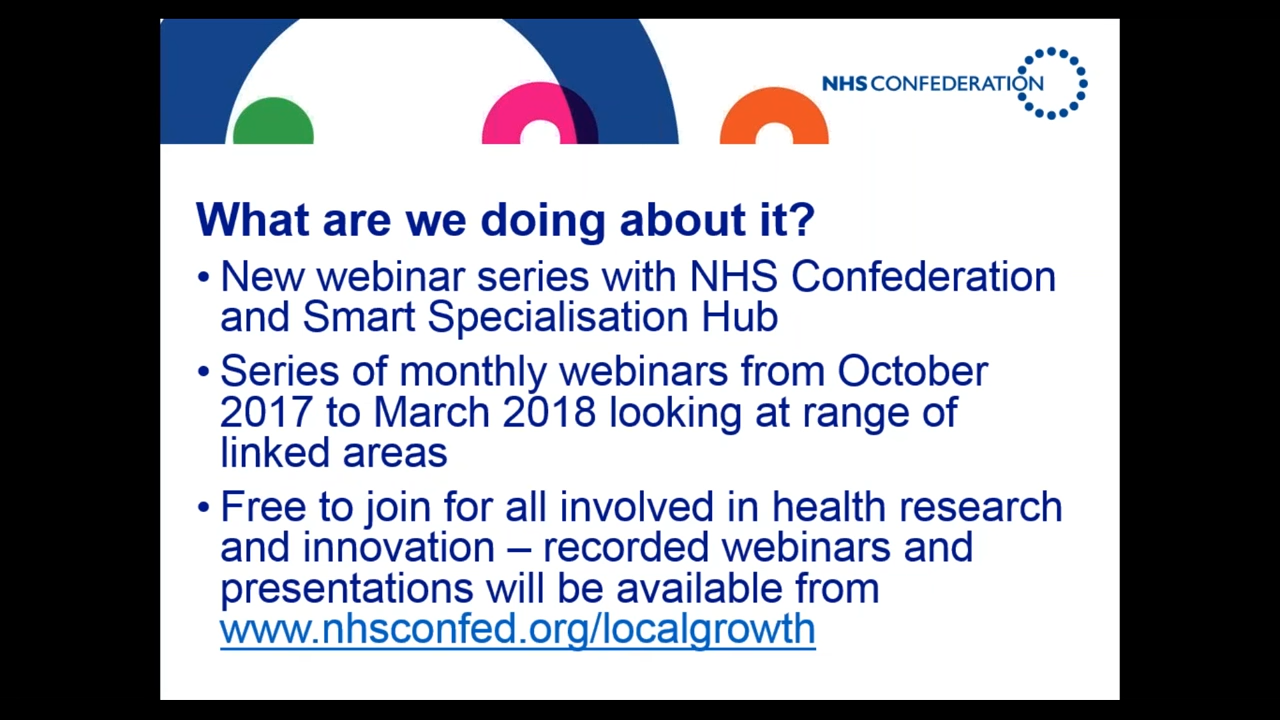 NHS CONFEDERATION
What are we doing about it?
• New webinar series with NHS Confederation
and Smart Specialisation Hub
• Series of monthly webinars from October
2017 to March 2018 looking at range of
linked areas
• Free to join for all involved in health research
and innovation – recorded webinars and
presentations will be available from
www.nhsconfed.org/localgrowth